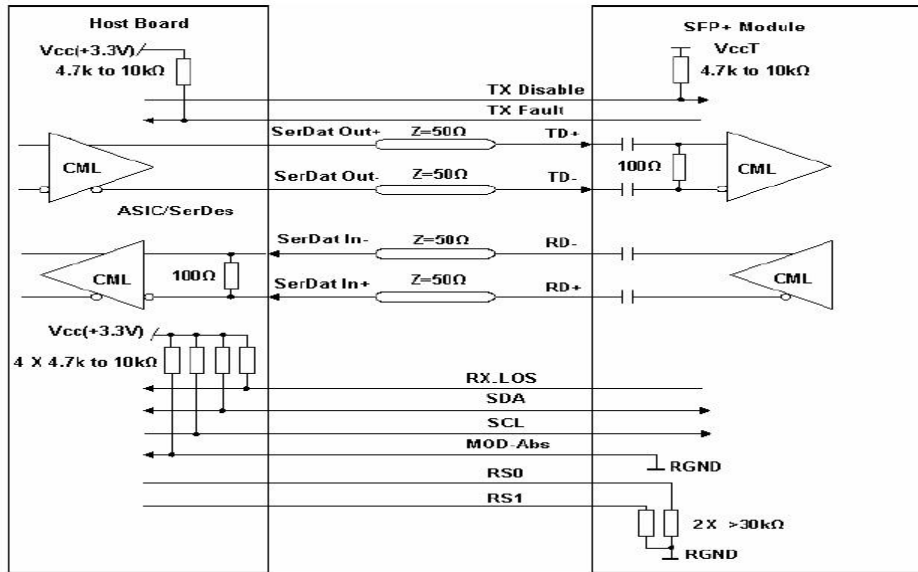 Host Board
SFP+ Module
Vcc(+3.3V)
VccT
4.7k to 10kΩ
4.7k to 10kΩ
TX Disable
TX Fault
SerDat Out+
Z=50Ω
TD+
CML
100Ω
CML
SerDat Out-
Z=50Ω
TD-
ASIC/SerDes
SerDat In-
Z=50Ω
RD-
CML
100Ω
CML
SerDat In+
Z=50Ω
RD+
Vcc(+3.3V)
4 X 4.7k to 10kΩ
RX-LOS
SDA
SCL
MOD-Abs
RGND
RS0
RS1
2 X >30kΩ
RGND